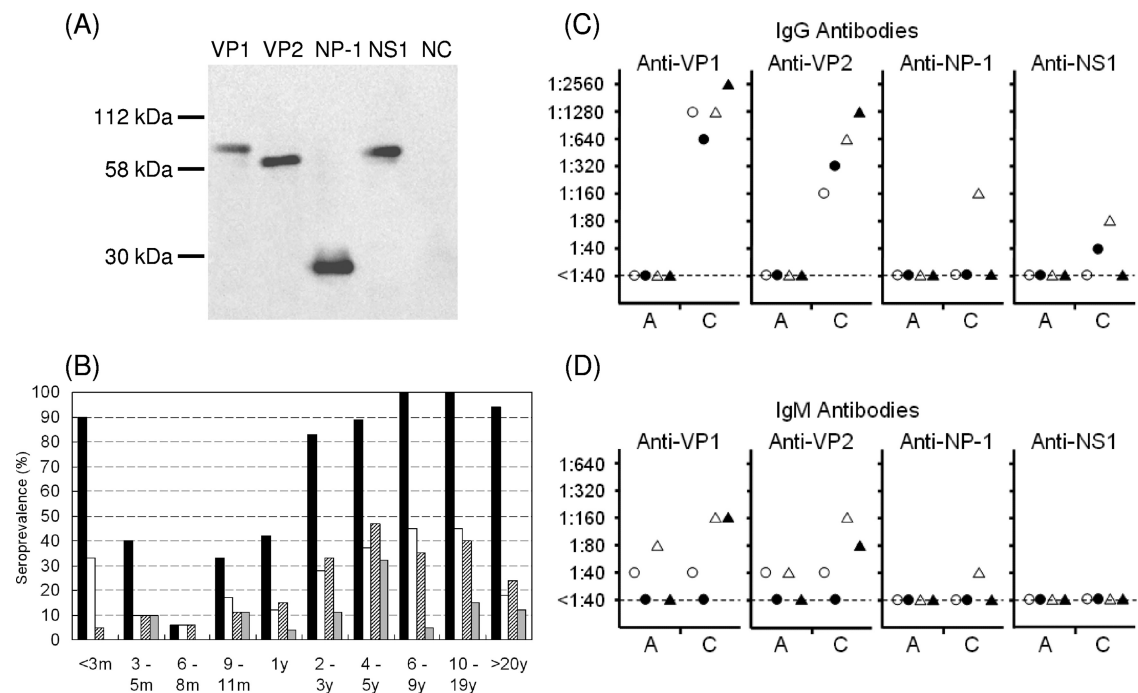 (A)
VP1 VP2 NP-1 NS1 NC
112 kDa
58 kDa
30 kDa
(B)
Seroprevalence (%)
100
90
80
70
60
50
40
30
20
10
0
<3m 3 - 5m 6 - 8m 9 - 11m 1y 2 - 3y 4 - 5y 6 - 9y 10 - 19y >20y
(C)
IgG Antibodies
Anti-VP1 Anti-VP2 Anti-NP-1 Anti-NS1
1:2560
1:1280
1:640
1:320
1:160
1:80
1:40
<1:40
A C A C A C A C
(D)
IgM Antibodies
Anti-VP1 Anti-VP2 Anti-NP-1 Anti-NS1
1:640
1:320
1:160
1:80
1:40
<1:40
A C A C A C A C